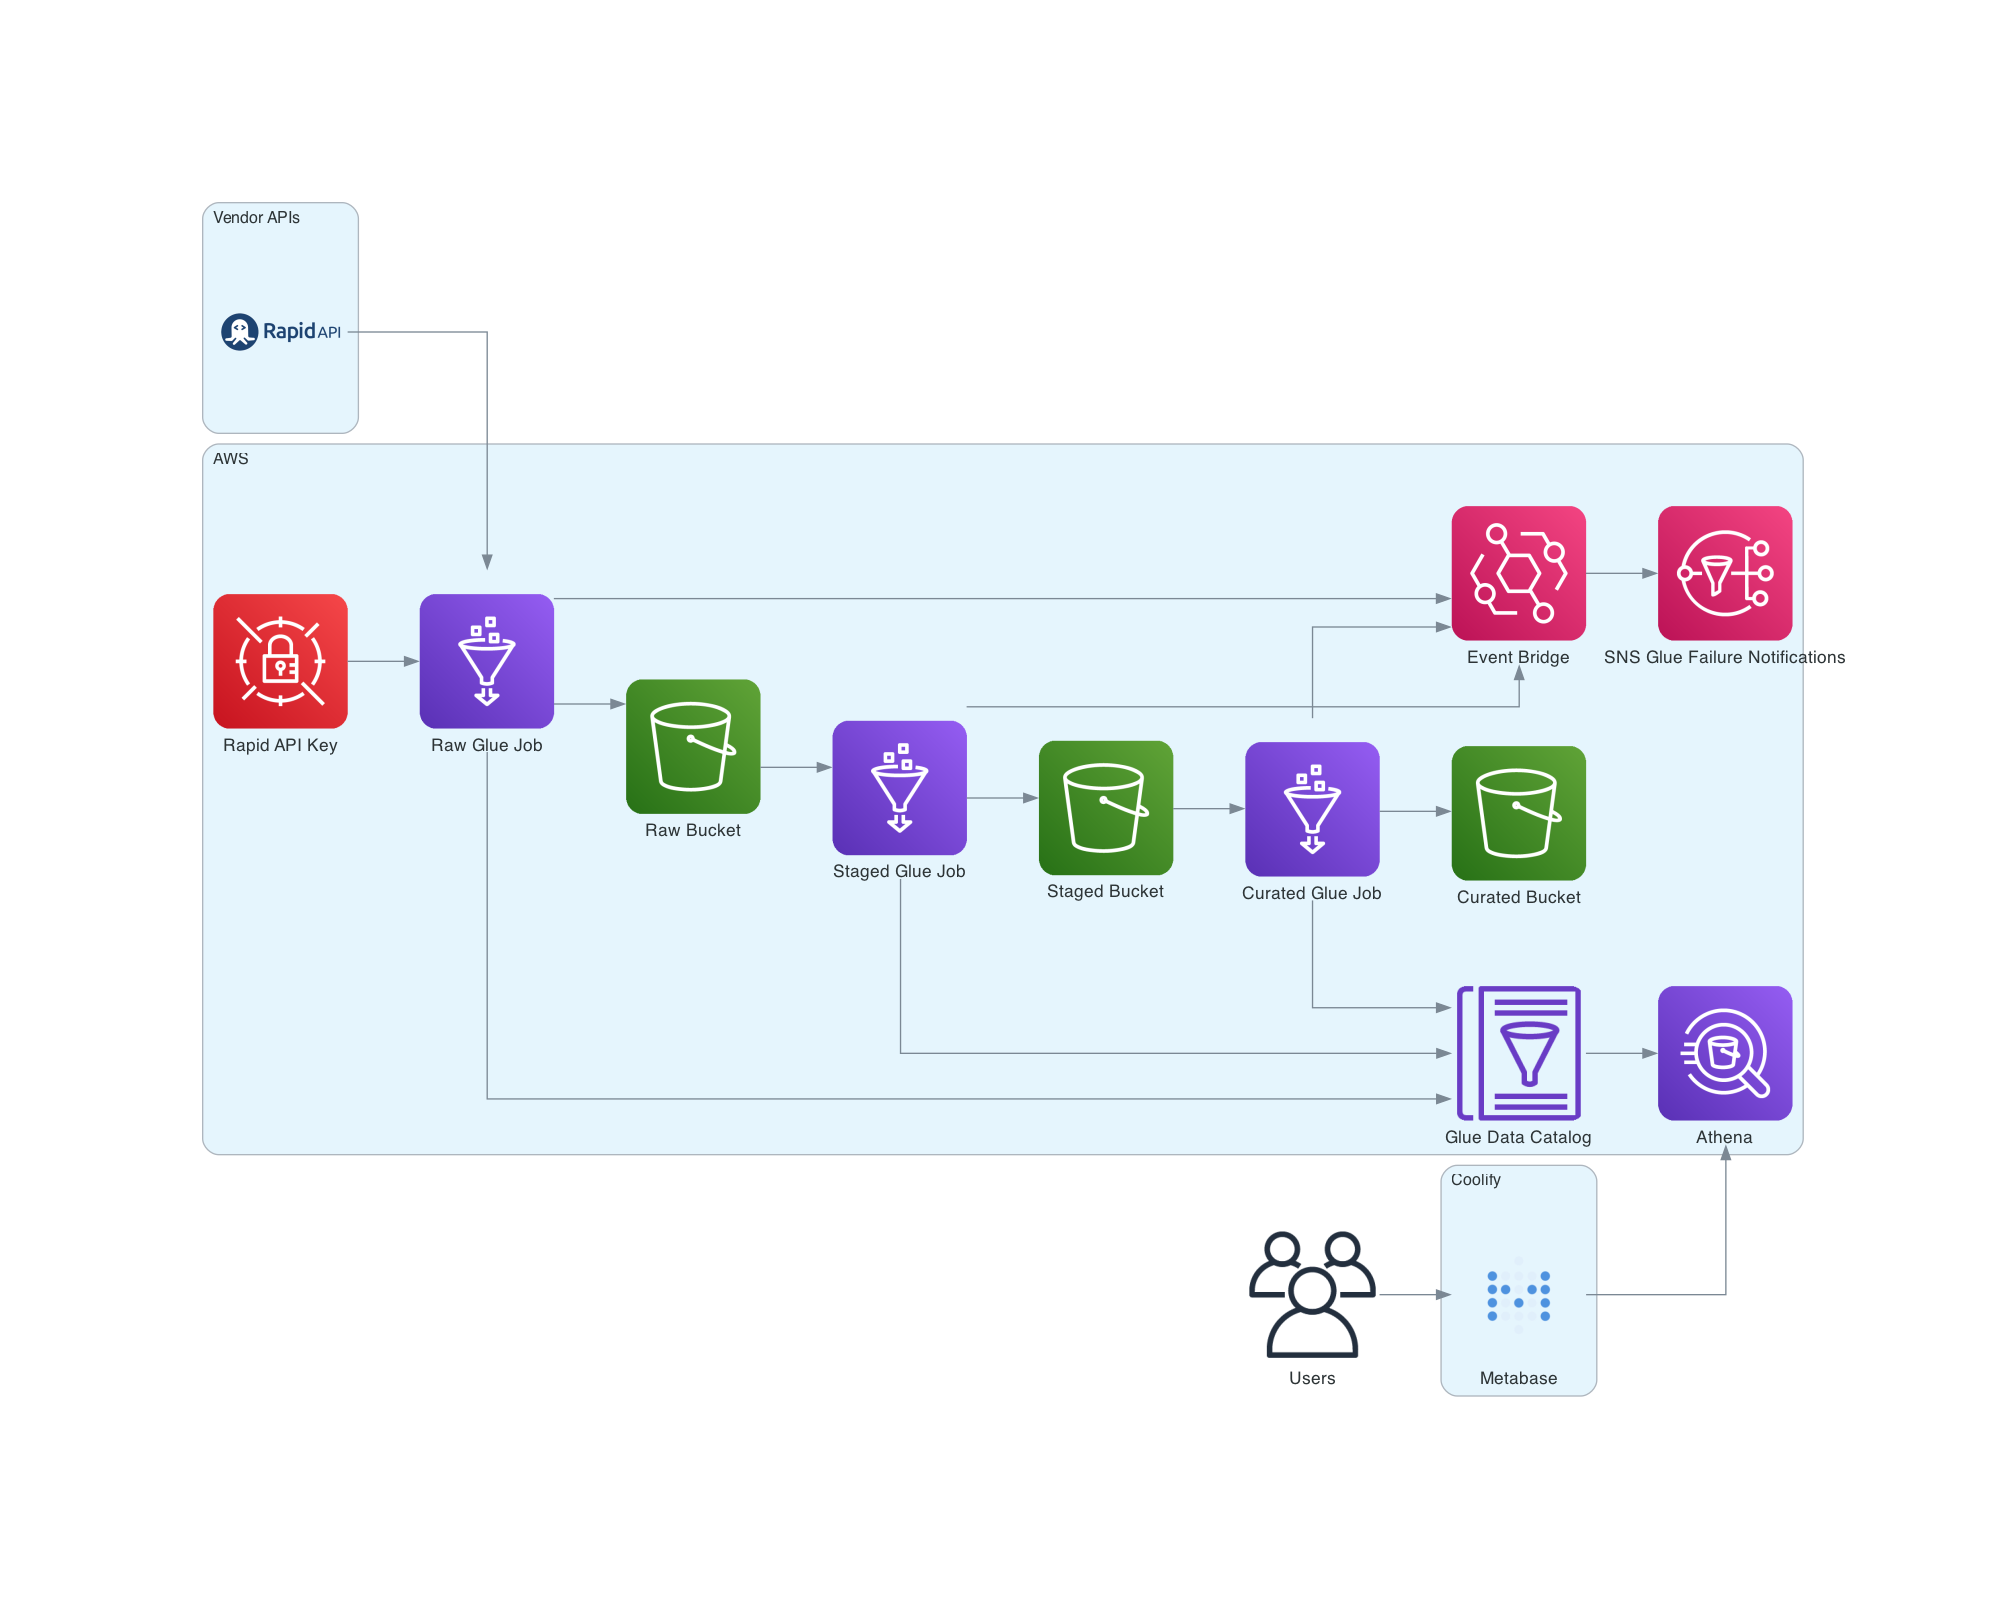 Vendor APIs
RapidAPI
AWS
Event Bridge
SNS Glue Failure Notifications
Rapid API Key
Raw Glue Job
Raw Bucket
Staged Glue Job
Staged Bucket
Curated Glue Job
Curated Bucket
Glue Data Catalog
Athena
Coolify
Users
Metabase